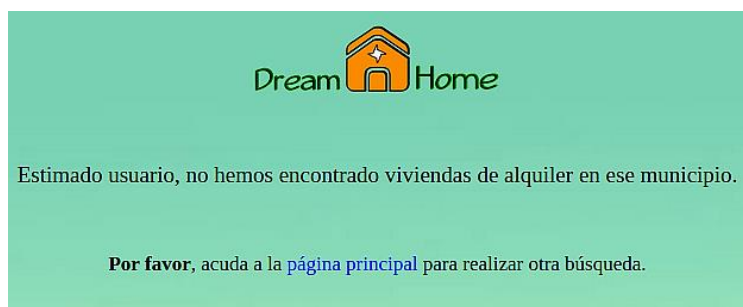 Dream Home
Estimado usuario, no hemos encontrado viviendas de alquiler en ese municipio.
Por favor, acuda a la página principal para realizar otra búsqueda.